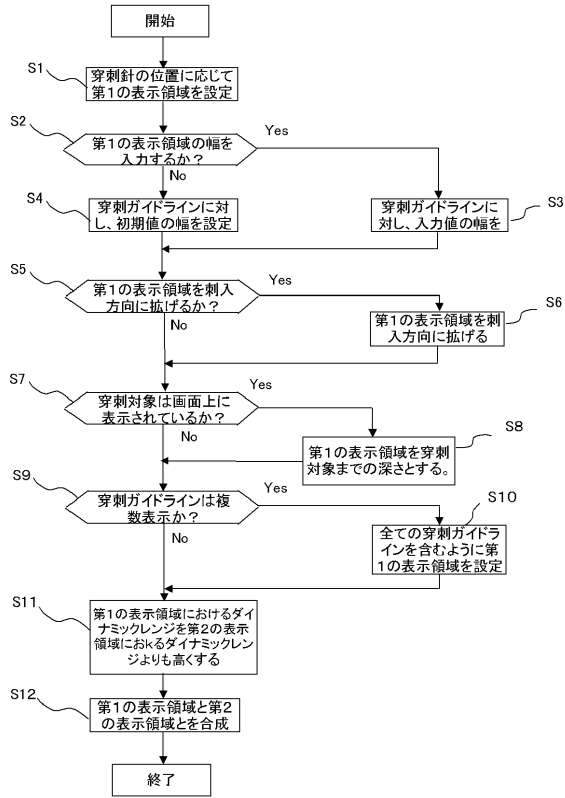 開始
S1
穿刺針の位置に応じて
第1の表示領域を設定
S2
第1の表示領域の幅を
入力するか？
Yes
No
S4
穿刺ガイドラインに対
し、初期値の幅を設定
穿刺ガイドラインに
対し、入力値の幅を
S3
S5
第1の表示領域を刺入
方向に拡げるか？
Yes
No
第1の表示領域を刺
入方向に拡げる
S6
S7
穿刺対象は画面上に
表示されているか？
Yes
No
第1の表示領域を穿刺
対象までの深さとする。
S8
S9
穿刺ガイドラインは複
数表示か？
Yes
No
S10
全ての穿刺ガイドラ
インを含むように第
1の表示領域を設定
S11
第1の表示領域におけるダイ
ナミックレンジを第2の表示
領域におkるダイナミックレン
ジよりも高くする
S12
第1の表示領域と第2
の表示領域とを合成
終了